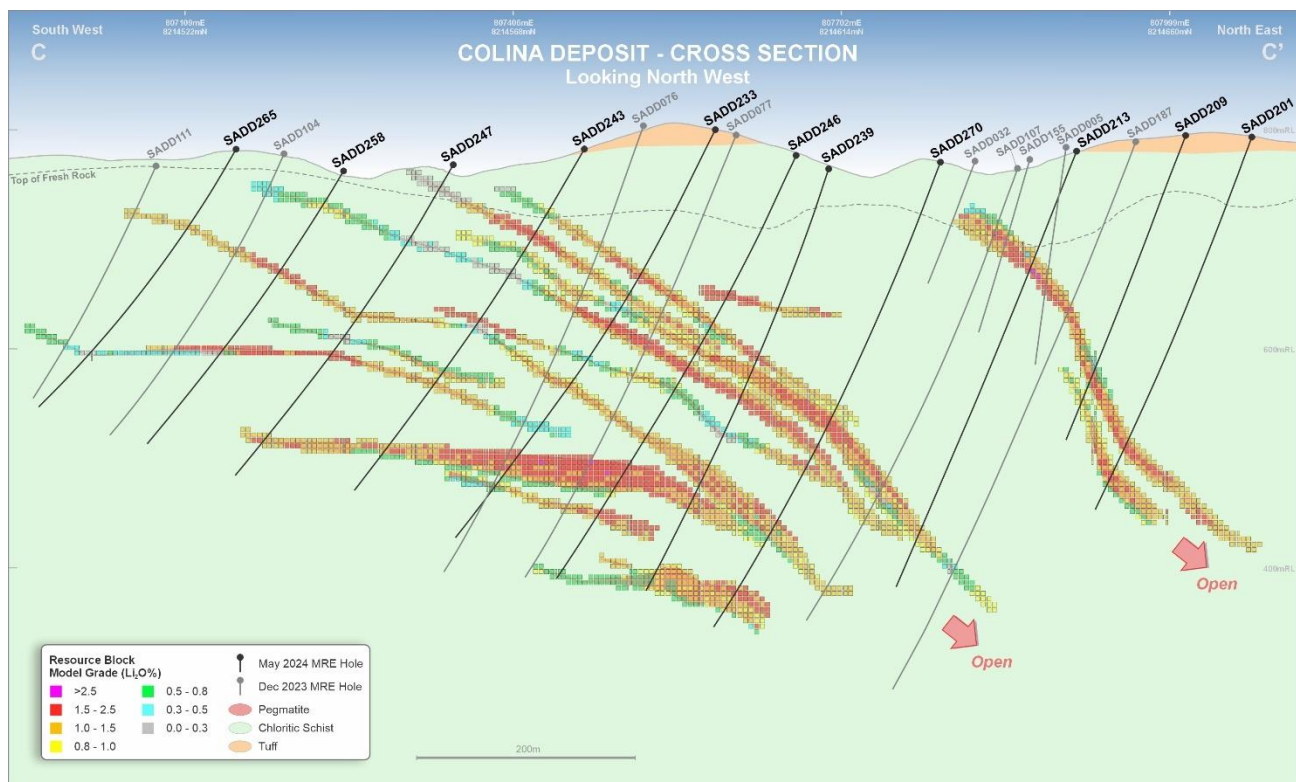 807109mE
8214522mN
807406mE
8214568mN
807702mE
8214614mN
807999mE
8214660mN
South West
C
COLINA DEPOSIT - CROSS SECTION
Looking North West
North East
C'
SADD111
SADD265
SADD104
SADD258
SADD247
SADD243
SADD076
SADD233
SADD077
SADD246
SADD239
SADD270
SADD032
SADD107
SADD155
SADD005
SADD213
SADD187
SADD209
SADD201
800mRL
Top of Fresh Rock
600mRL
400mRL
Open
Open
Resource Block
Model Grade (Li₂O%)
>2.5
1.5 - 2.5
1.0 - 1.5
0.8 - 1.0
0.5 - 0.8
0.3 - 0.5
0.0 - 0.3
May 2024 MRE Hole
Dec 2023 MRE Hole
Pegmatite
Chloritic Schist
Tuff
200m